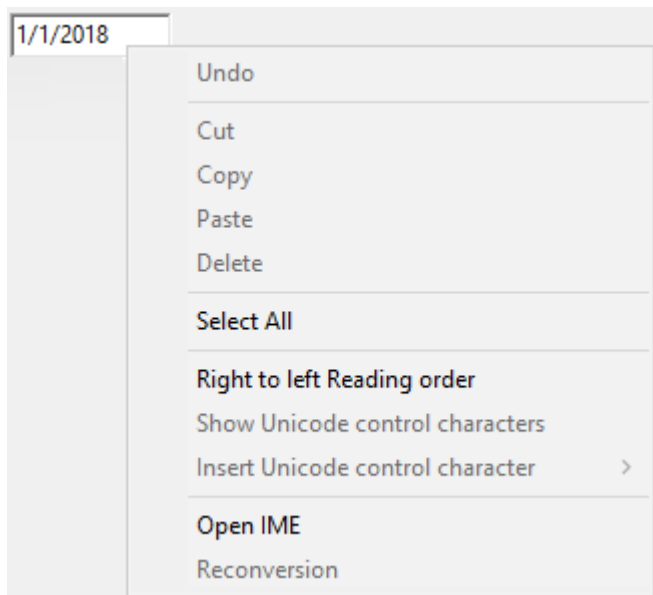 1/1/2018
Undo
Cut
Copy
Paste
Delete
Select All
Right to left Reading order
Show Unicode control characters
Insert Unicode control character
Open IME
Reconversion